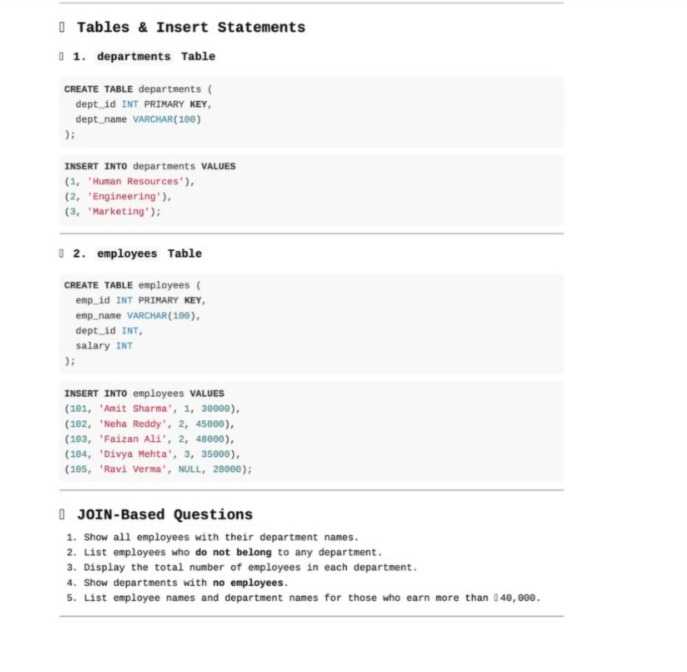 ▯ Tables & Insert Statements
▯ 1. departments Table
CREATE TABLE departments (
dept_id INT PRIMARY KEY,
dept_name VARCHAR(100)
);
INSERT INTO departments VALUES
(1, 'Human Resources'),
(2, 'Engineering'),
(3, 'Marketing');
▯ 2. employees Table
CREATE TABLE employees (
emp_id INT PRIMARY KEY,
emp_name VARCHAR(100),
dept_id INT,
salary INT
);
INSERT INTO employees VALUES
(101, 'Amit Sharma', 1, 30000),
(102, 'Neha Reddy', 2, 45000),
(103, 'Faizan Ali', 2, 48000),
(104, 'Divya Mehta', 3, 35000),
(105, 'Ravi Verma', NULL, 28000);
▯ JOIN-Based Questions
1. Show all employees with their department names.
2. List employees who do not belong to any department.
3. Display the total number of employees in each department.
4. Show departments with no employees.
5. List employee names and department names for those who earn more than ▯40,000.